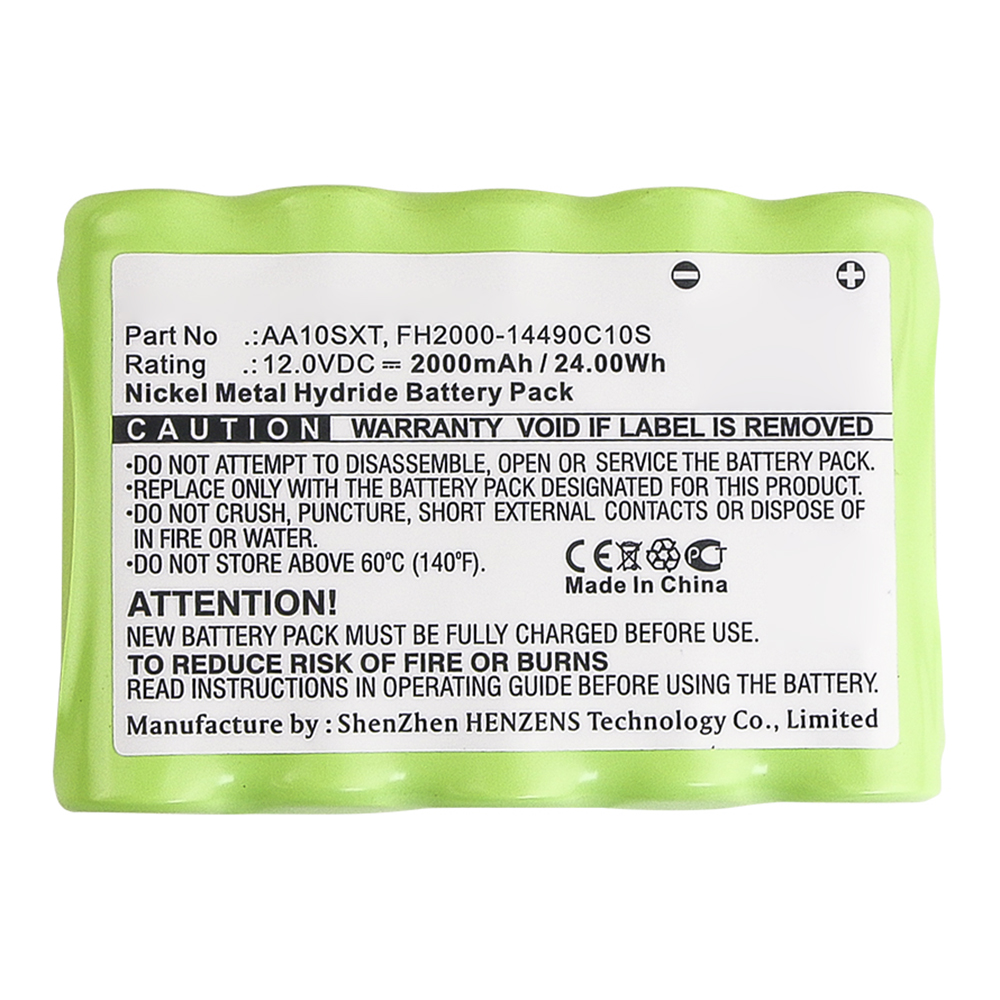 Part No .:AA10SXT, FH2000-14490C10S
Rating .:12.0VDC ⎓ 2000mAh / 24.00Wh
Nickel Metal Hydride Battery Pack
CAUTION WARRANTY VOID IF LABEL IS REMOVED
·DO NOT ATTEMPT TO DISASSEMBLE, OPEN OR SERVICE THE BATTERY PACK.
·REPLACE ONLY WITH THE BATTERY PACK DESIGNATED FOR THIS PRODUCT.
·DO NOT CRUSH, PUNCTURE, SHORT EXTERNAL CONTACTS OR DISPOSE OF
IN FIRE OR WATER.
·DO NOT STORE ABOVE 60°C (140°F).
CE PCT
Made In China
ATTENTION!
NEW BATTERY PACK MUST BE FULLY CHARGED BEFORE USE.
TO REDUCE RISK OF FIRE OR BURNS
READ INSTRUCTIONS IN OPERATING GUIDE BEFORE USING THE BATTERY.
Manufacture by : ShenZhen HENZENS Technology Co., Limited